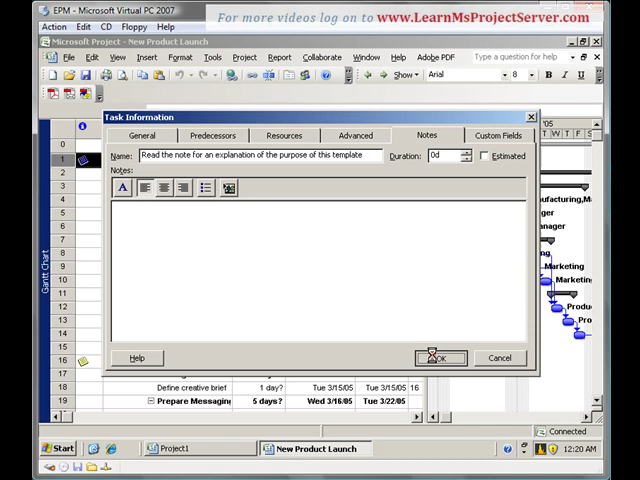 EPM - Microsoft Virtual PC 2007
For more videos log on to www.LearnMsProjectServer.com
Action Edit CD Floppy Help
Microsoft Project - New Product Launch
File Edit View Insert Format Tools Project Report Collaborate Window Help Adobe PDF Type a question for help
Show Arial 8 B I U
Task Information
General Predecessors Resources Advanced Notes Custom Fields
Name: Read the note for an explanation of the purpose of this template Duration: 0d Estimated
Notes:
A
'05
T W T F S
0
1
2
3
4
5
6
7
8
9
10
11
12
13
14
15
16
17
18 Define creative brief 1 day? Tue 3/15/05 Tue 3/15/05 16
19 Prepare Messaging 5 days? Wed 3/16/05 Tue 3/22/05
Gantt Chart
Marketing
Marketing
Help OK Cancel
Connected
Start Project1 New Product Launch 12:20 AM